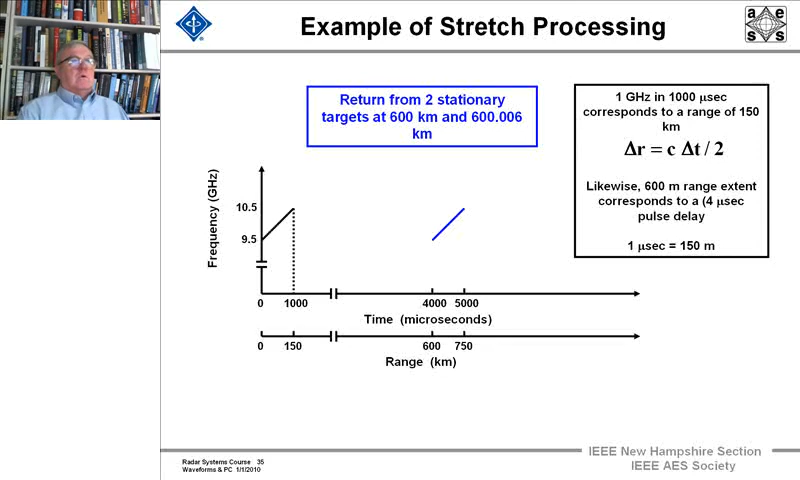 Example of Stretch Processing
a e
s s
Return from 2 stationary
targets at 600 km and 600.006
km
1 GHz in 1000 μsec
corresponds to a range of 150
km
Δr = c Δt / 2
Likewise, 600 m range extent
corresponds to a (4 μsec
pulse delay
1 μsec = 150 m
Frequency (GHz)
10.5
9.5
0 1000 4000 5000
Time (microseconds)
0 150 600 750
Range (km)
Radar Systems Course 35
Waveforms & PC 1/1/2010
IEEE New Hampshire Section
IEEE AES Society